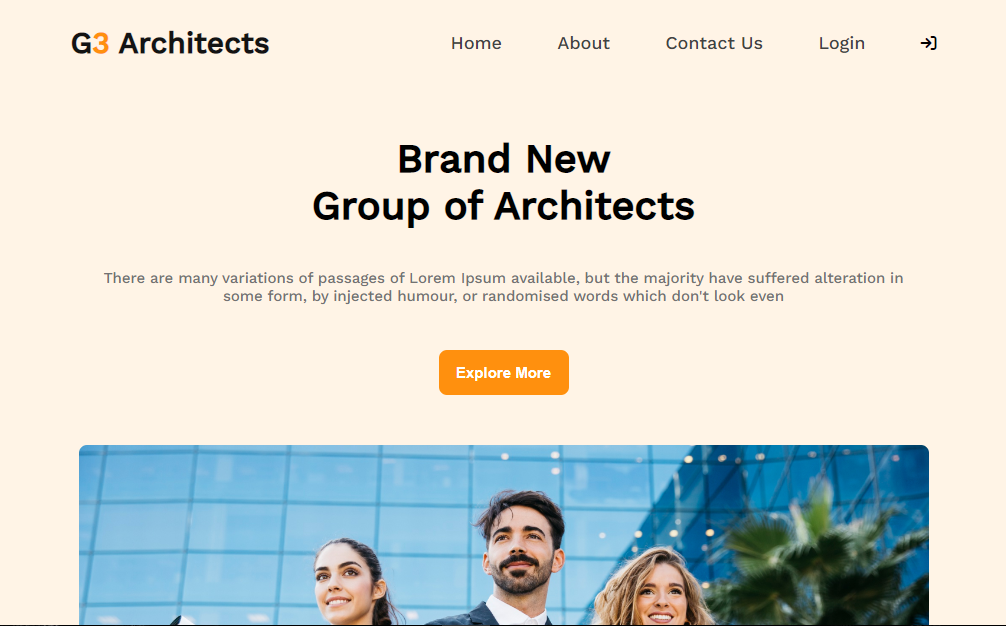 G3 Architects
Home About Contact Us Login
Brand New
Group of Architects
There are many variations of passages of Lorem Ipsum available, but the majority have suffered alteration in
some form, by injected humour, or randomised words which don't look even
Explore More